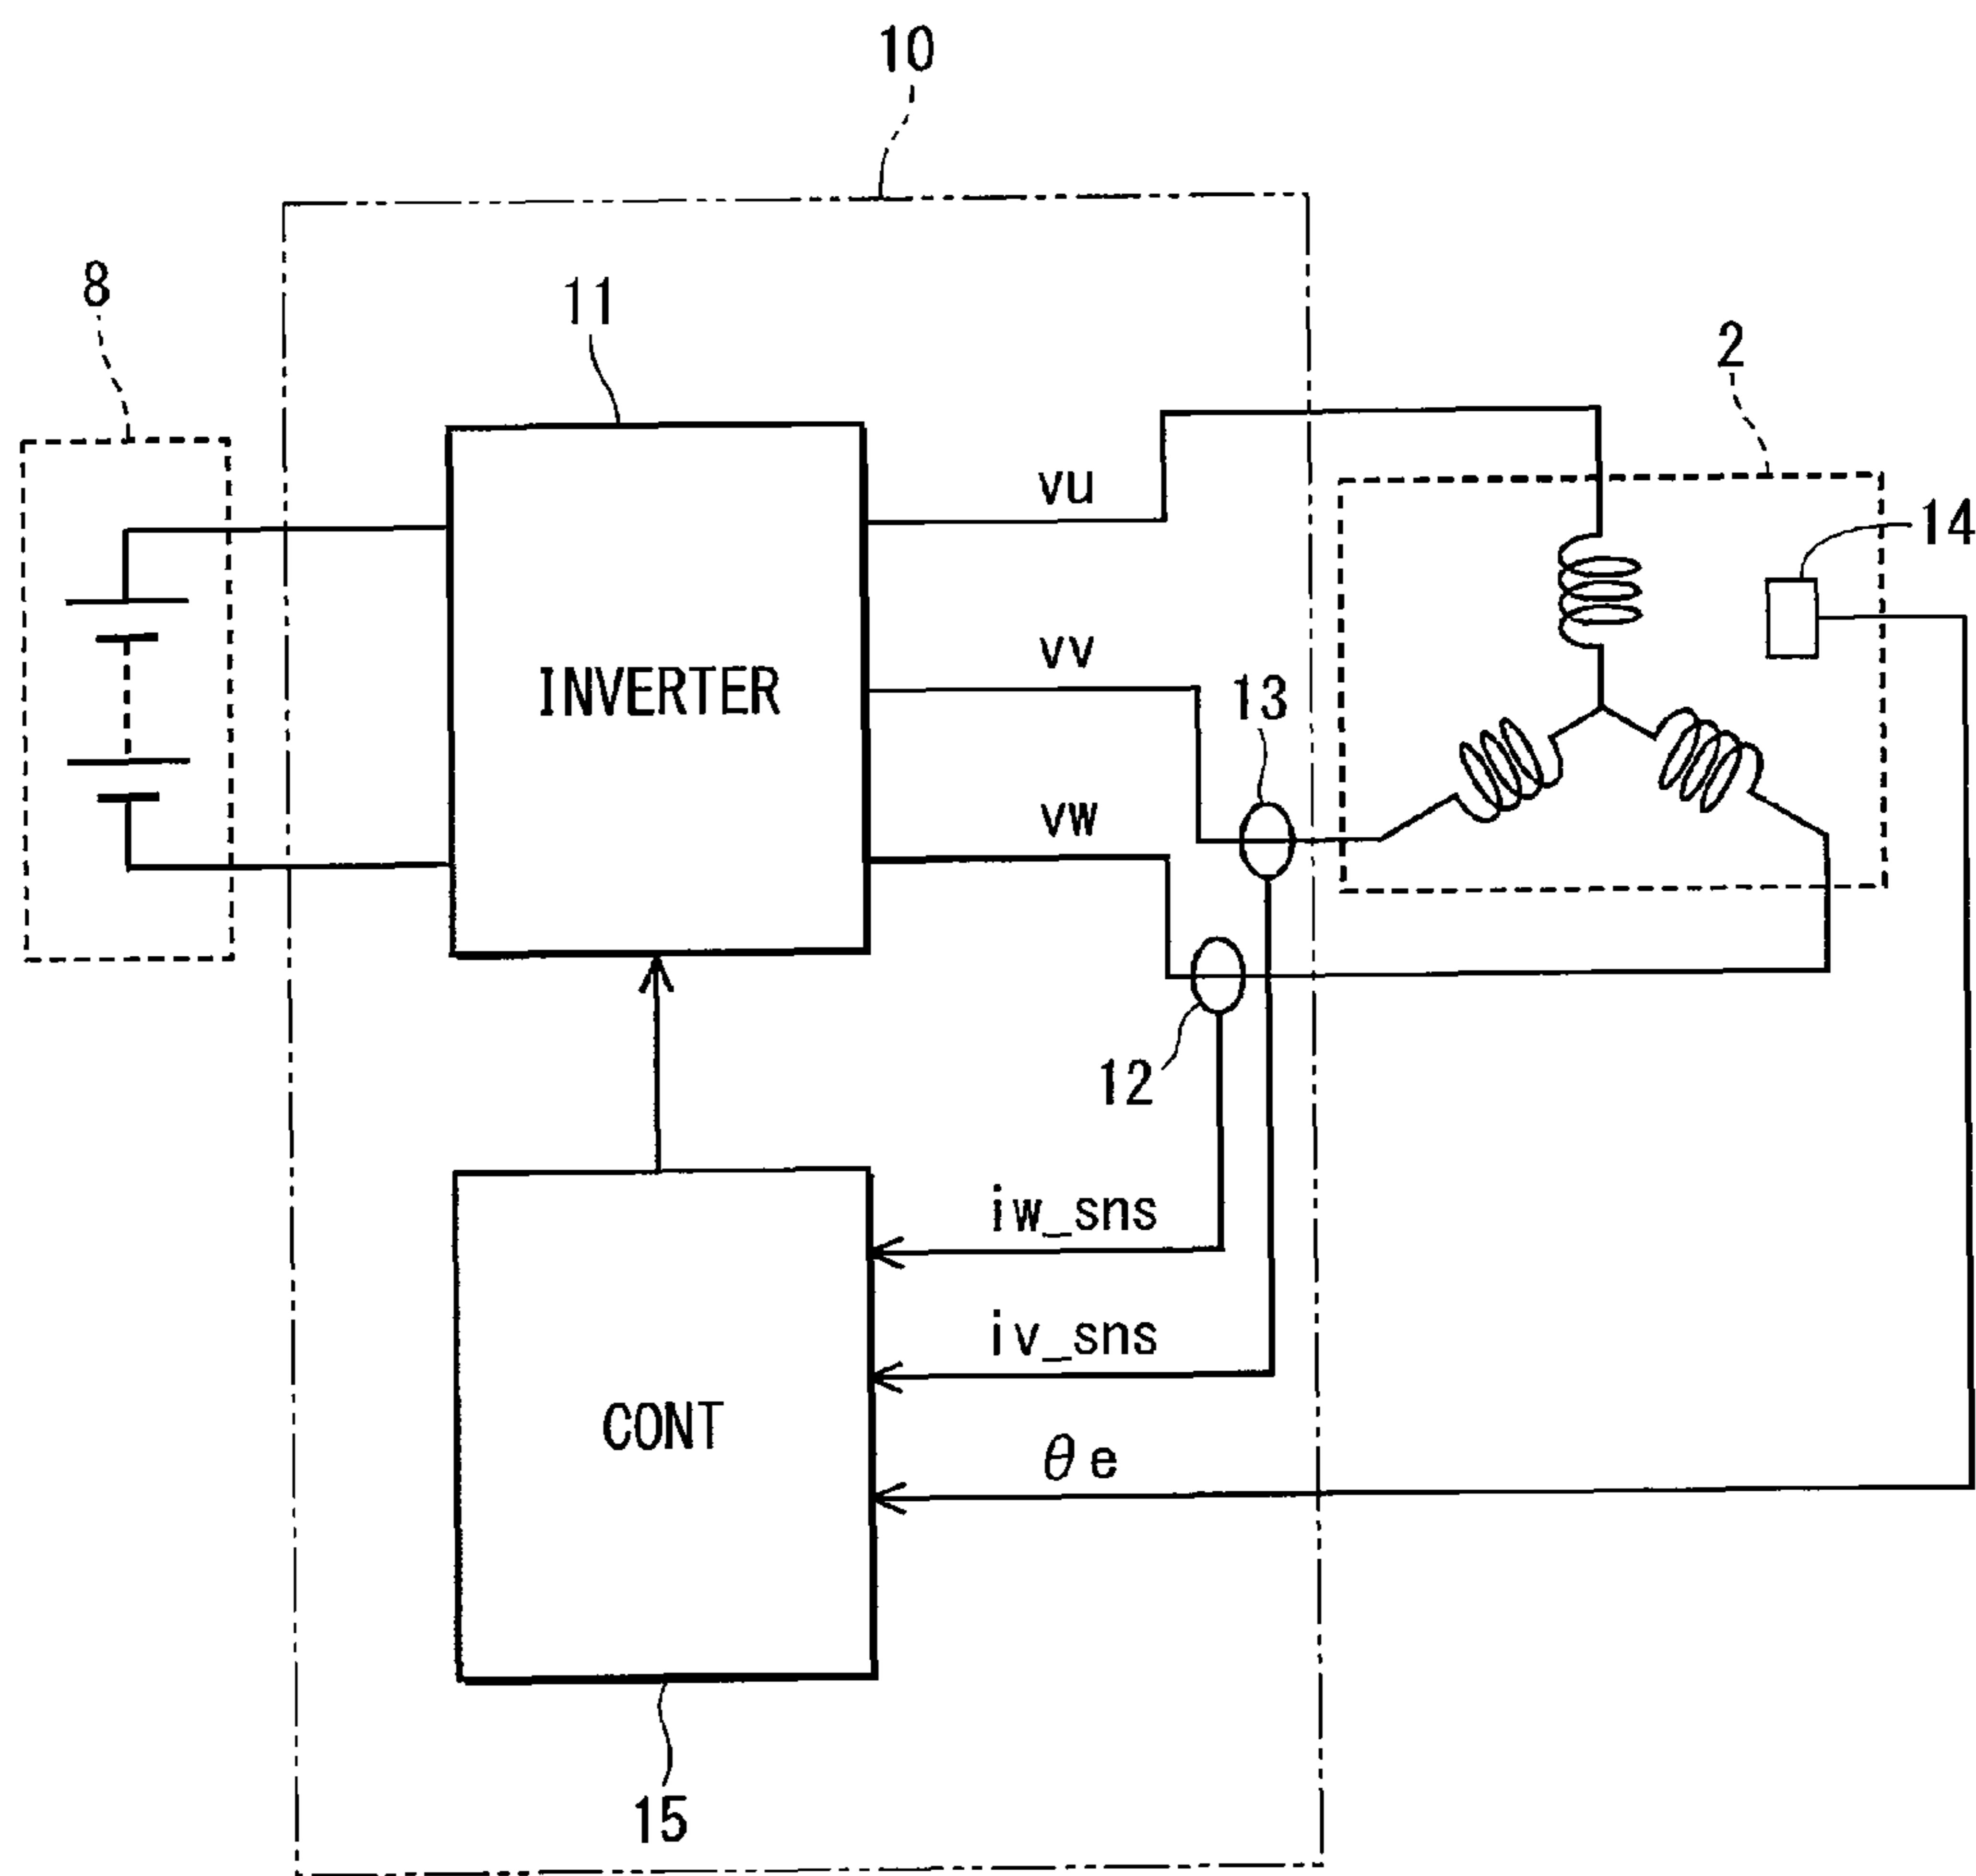 10
8
11
2
vu
14
INVERTER
vv
13
vw
12
iw_sns
iv_sns
CONT
θe
15